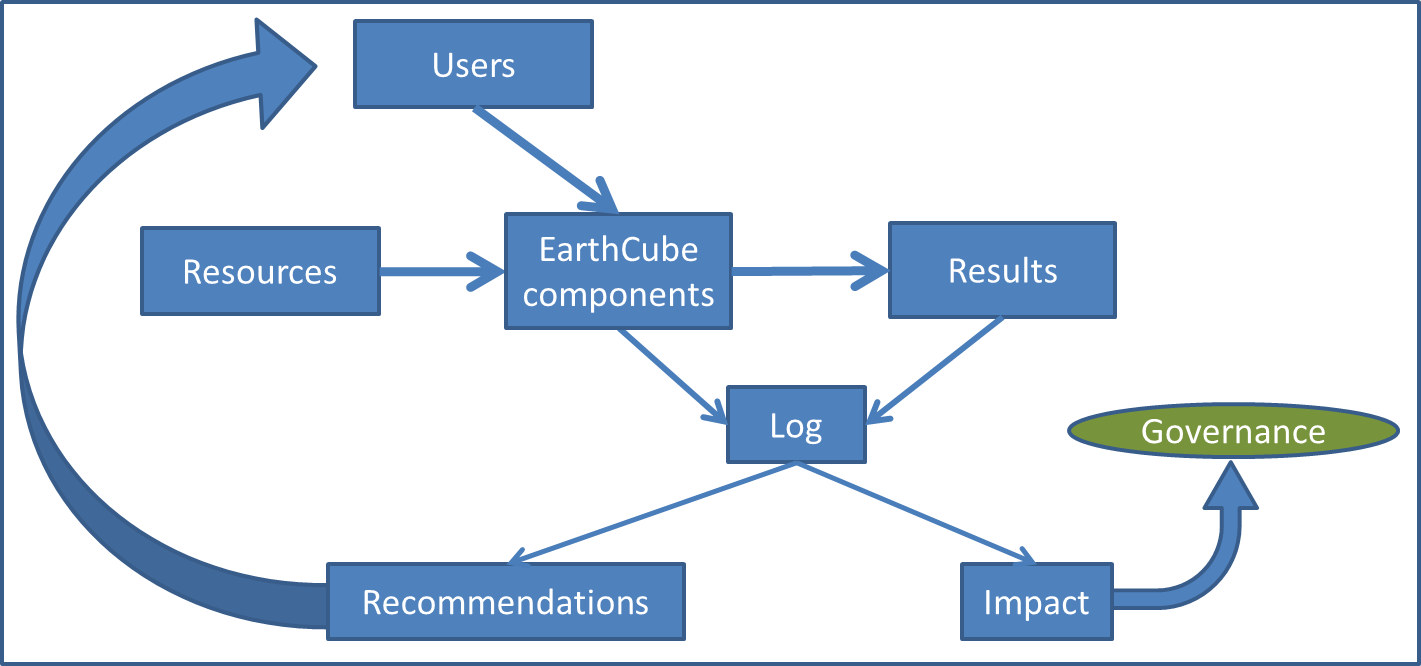 Users
Resources
EarthCube
components
Results
Log
Governance
Recommendations
Impact